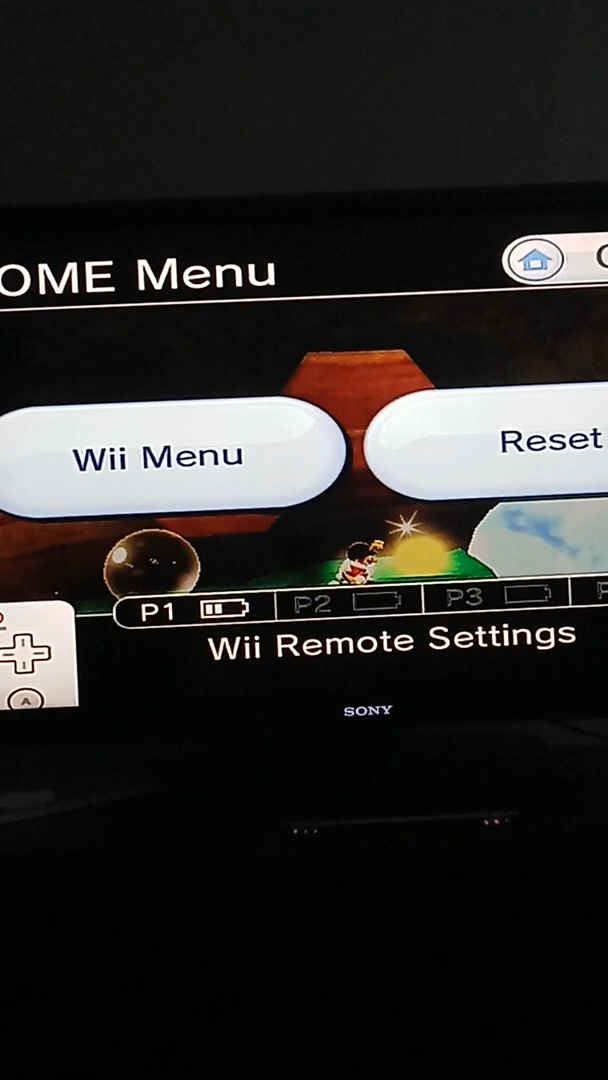 OME Menu
Wii Menu
Reset
P1
P2
P3
A
Wii Remote Settings
SONY